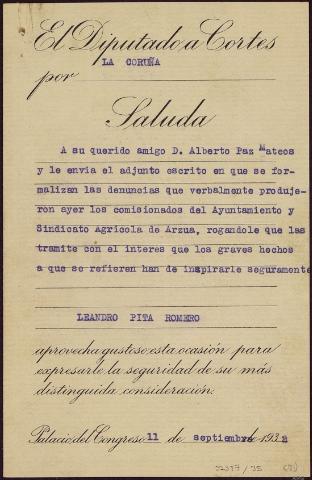 El Diputado a Cortes
LA CORUÑA
por
Saluda
A su querido amigo D. Alberto Paz Mateos
y le envia el adjunto escrito en que se for-
malizan las denuncias que verbalmente produje-
ron ayer los comisionados del Ayuntamiento y
Sindicato Agricola de Arzua, rogandole que las
tramite con el interes que los graves hechos
a que se refieren han de inspirarle seguramente
LEANDRO PITA ROMERO
aprovecha gustoso esta ocasión para
expresarle la seguridad de su más
distinguida consideración.
Palacio del Congreso 11 de septiembre de 1932